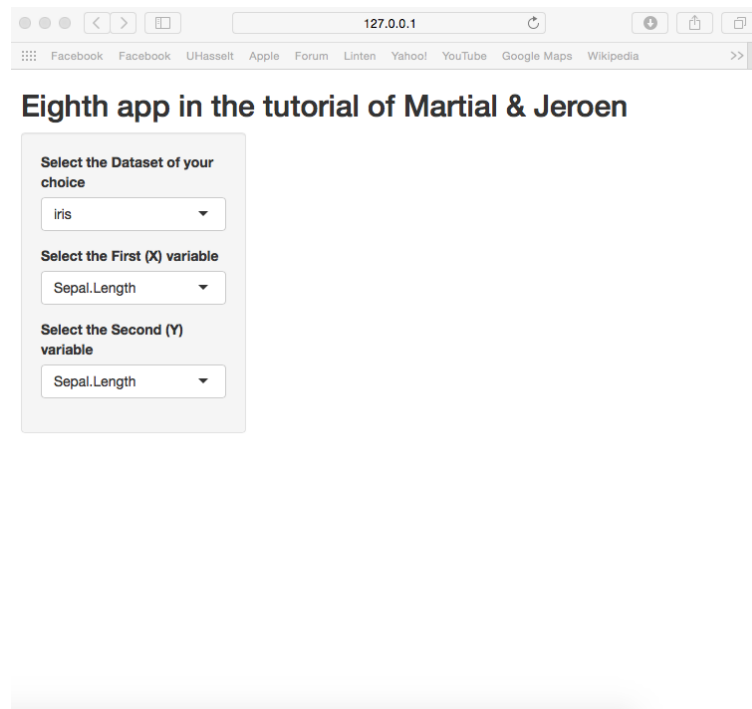 127.0.0.1
Facebook Facebook UHasselt Apple Forum Linten Yahoo! YouTube Google Maps Wikipedia >>
Eighth app in the tutorial of Martial & Jeroen
Select the Dataset of your
choice
iris
Select the First (X) variable
Sepal.Length
Select the Second (Y)
variable
Sepal.Length